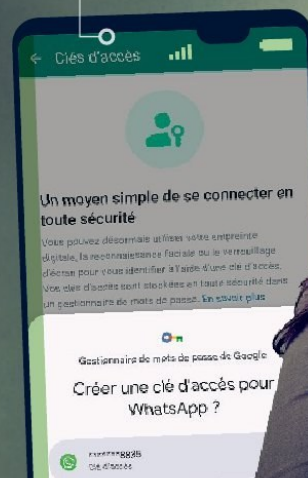 Clés d'accès
Un moyen simple de se connecter en
toute sécurité
Vous pouvez désormais utiliser votre empreinte
digitale, la reconnaissance faciale ou le verrouillage
d'écran pour vous identifier à l'aide d'une clé d'accès.
Vos clés d'accès sont stockées en toute sécurité dans
un gestionnaire de mots de passe. En savoir plus
Gestionnaire de mots de passe de Google
Créer une clé d'accès pour
WhatsApp ?
*******8835
Clé d'accès